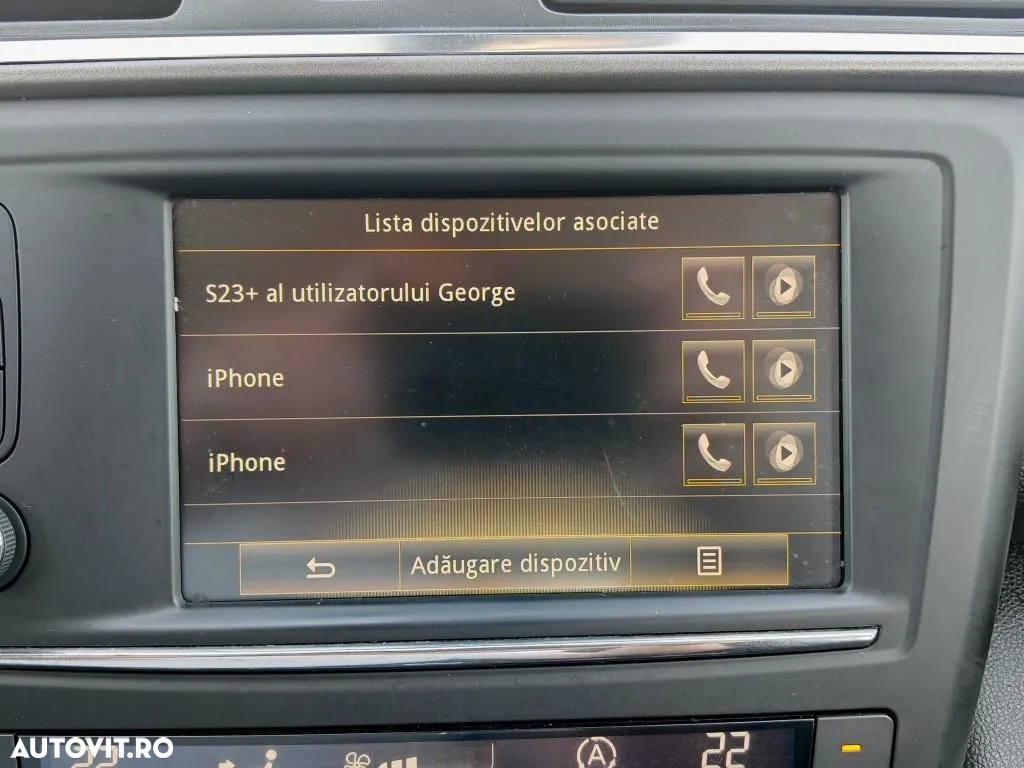 Lista dispozitivelor asociate
S23+ al utilizatorului George
iPhone
iPhone
Adăugare dispozitiv
AUTOVIT.RO
A 22